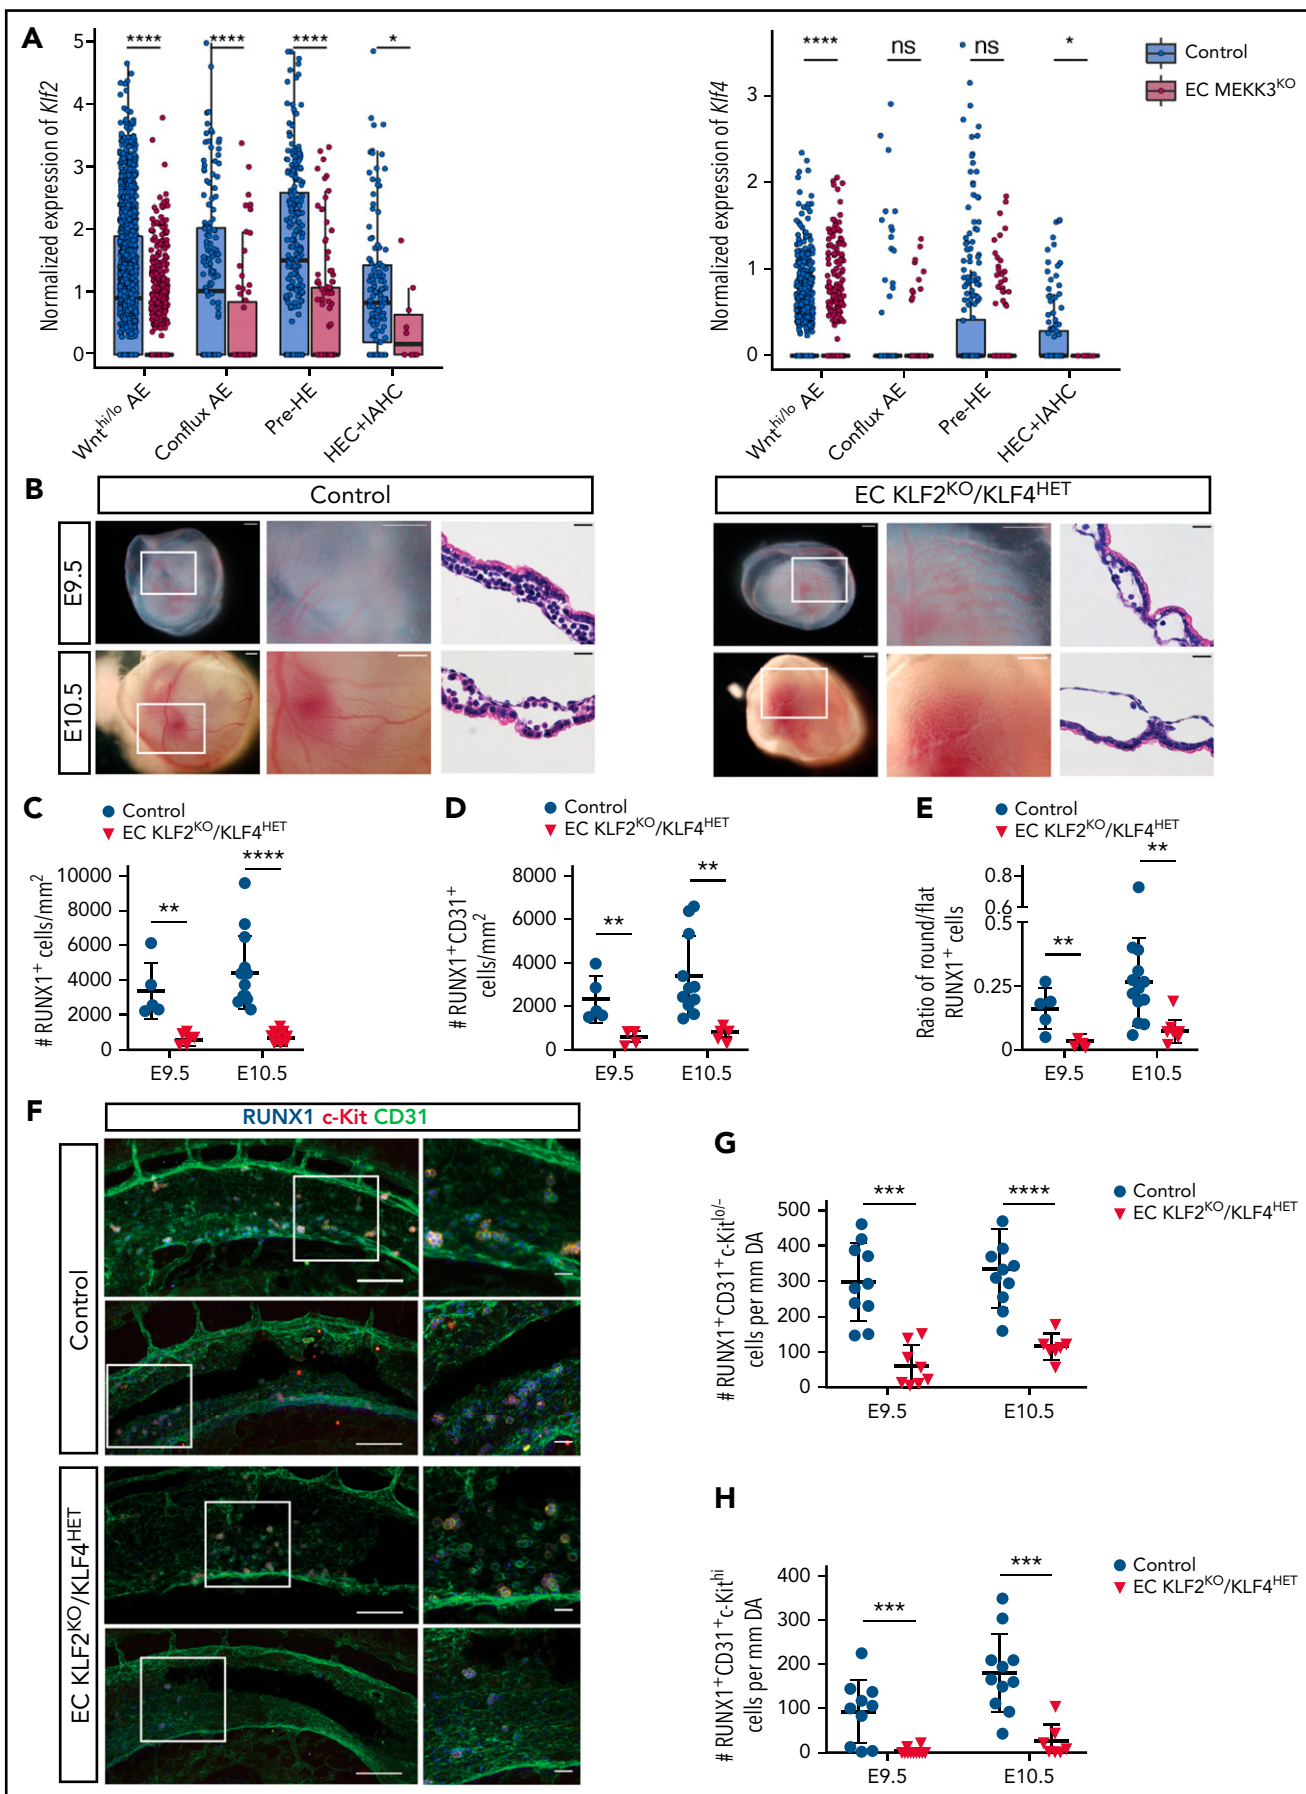 A
Normalized expression of Klf2
5
4
3
2
1
0
**** **** **** *
Wnt^hi/lo AE
Conflux AE
Pre-HE
HEC+IAHC
Normalized expression of Klf4
3
2
1
0
**** ns ns *
Wnt^hi/lo AE
Conflux AE
Pre-HE
HEC+IAHC
Control
EC MEKK3^KO
B
Control
EC KLF2^KO/KLF4^HET
E9.5
E10.5
C
Control
EC KLF2^KO/KLF4^HET
# RUNX1^+ cells/mm^2
10000
8000
6000
4000
2000
0
**
****
E9.5 E10.5
D
Control
EC KLF2^KO/KLF4^HET
# RUNX1^+CD31^+
cells/mm^2
8000
6000
4000
2000
0
**
**
E9.5 E10.5
E
Control
EC KLF2^KO/KLF4^HET
Ratio of round/flat
RUNX1^+ cells
0.8
0.6
0.5
0.25
0
**
**
E9.5 E10.5
F
RUNX1 c-Kit CD31
Control
EC KLF2^KO/KLF4^HET
G
# RUNX1^+CD31^+c-Kit^lo/–
cells per mm DA
500
400
300
200
100
0
***
****
E9.5 E10.5
Control
EC KLF2^KO/KLF4^HET
H
# RUNX1^+CD31^+c-Kit^hi
cells per mm DA
400
300
200
100
0
***
***
E9.5 E10.5
Control
EC KLF2^KO/KLF4^HET